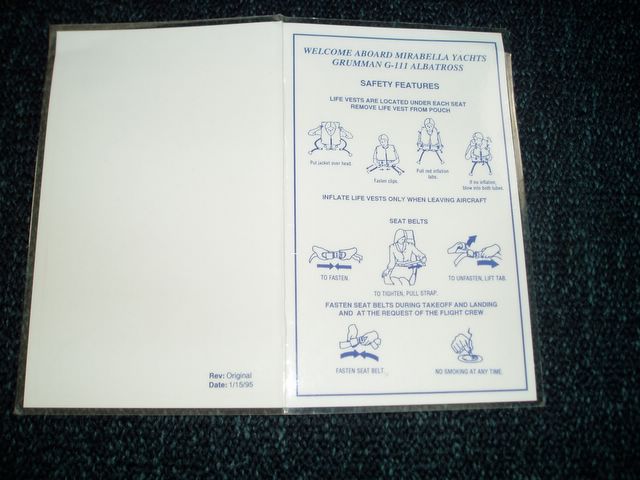 WELCOME ABOARD MIRABELLA YACHTS
GRUMMAN G-111 ALBATROSS
SAFETY FEATURES
LIFE VESTS ARE LOCATED UNDER EACH SEAT
REMOVE LIFE VEST FROM POUCH
Put jacket over head.
Fasten clips.
Pull red inflation
tabs.
If no inflation,
blow into both tubes.
INFLATE LIFE VESTS ONLY WHEN LEAVING AIRCRAFT
SEAT BELTS
TO FASTEN.
TO TIGHTEN, PULL STRAP.
TO UNFASTEN, LIFT TAB.
FASTEN SEAT BELTS DURING TAKEOFF AND LANDING
AND AT THE REQUEST OF THE FLIGHT CREW
FASTEN SEAT BELT.
NO SMOKING AT ANY TIME.
Rev: Original
Date: 1/15/95